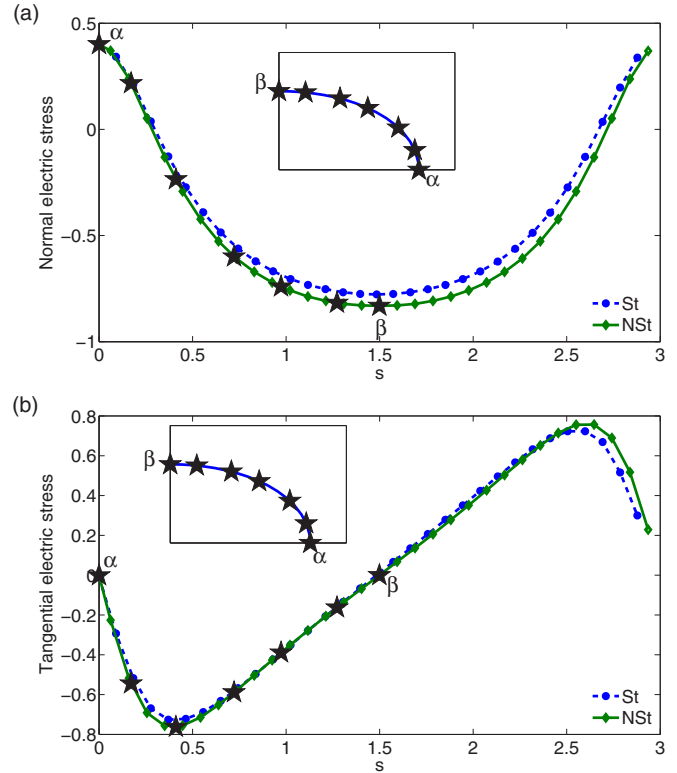 (a)
0.5
0
−0.5
−1
Normal electric stress
α
β
α
β
St
NSt
0 0.5 1 1.5 2 2.5 3
s
(b)
0.8
0.6
0.4
0.2
0
−0.2
−0.4
−0.6
−0.8
Tangential electric stress
β
α
α
β
St
NSt
0 0.5 1 1.5 2 2.5 3
s